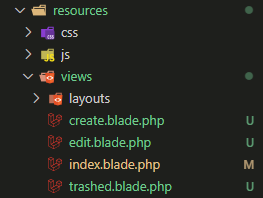 resources
css
js
views
layouts
create.blade.php U
edit.blade.php U
index.blade.php M
trashed.blade.php U